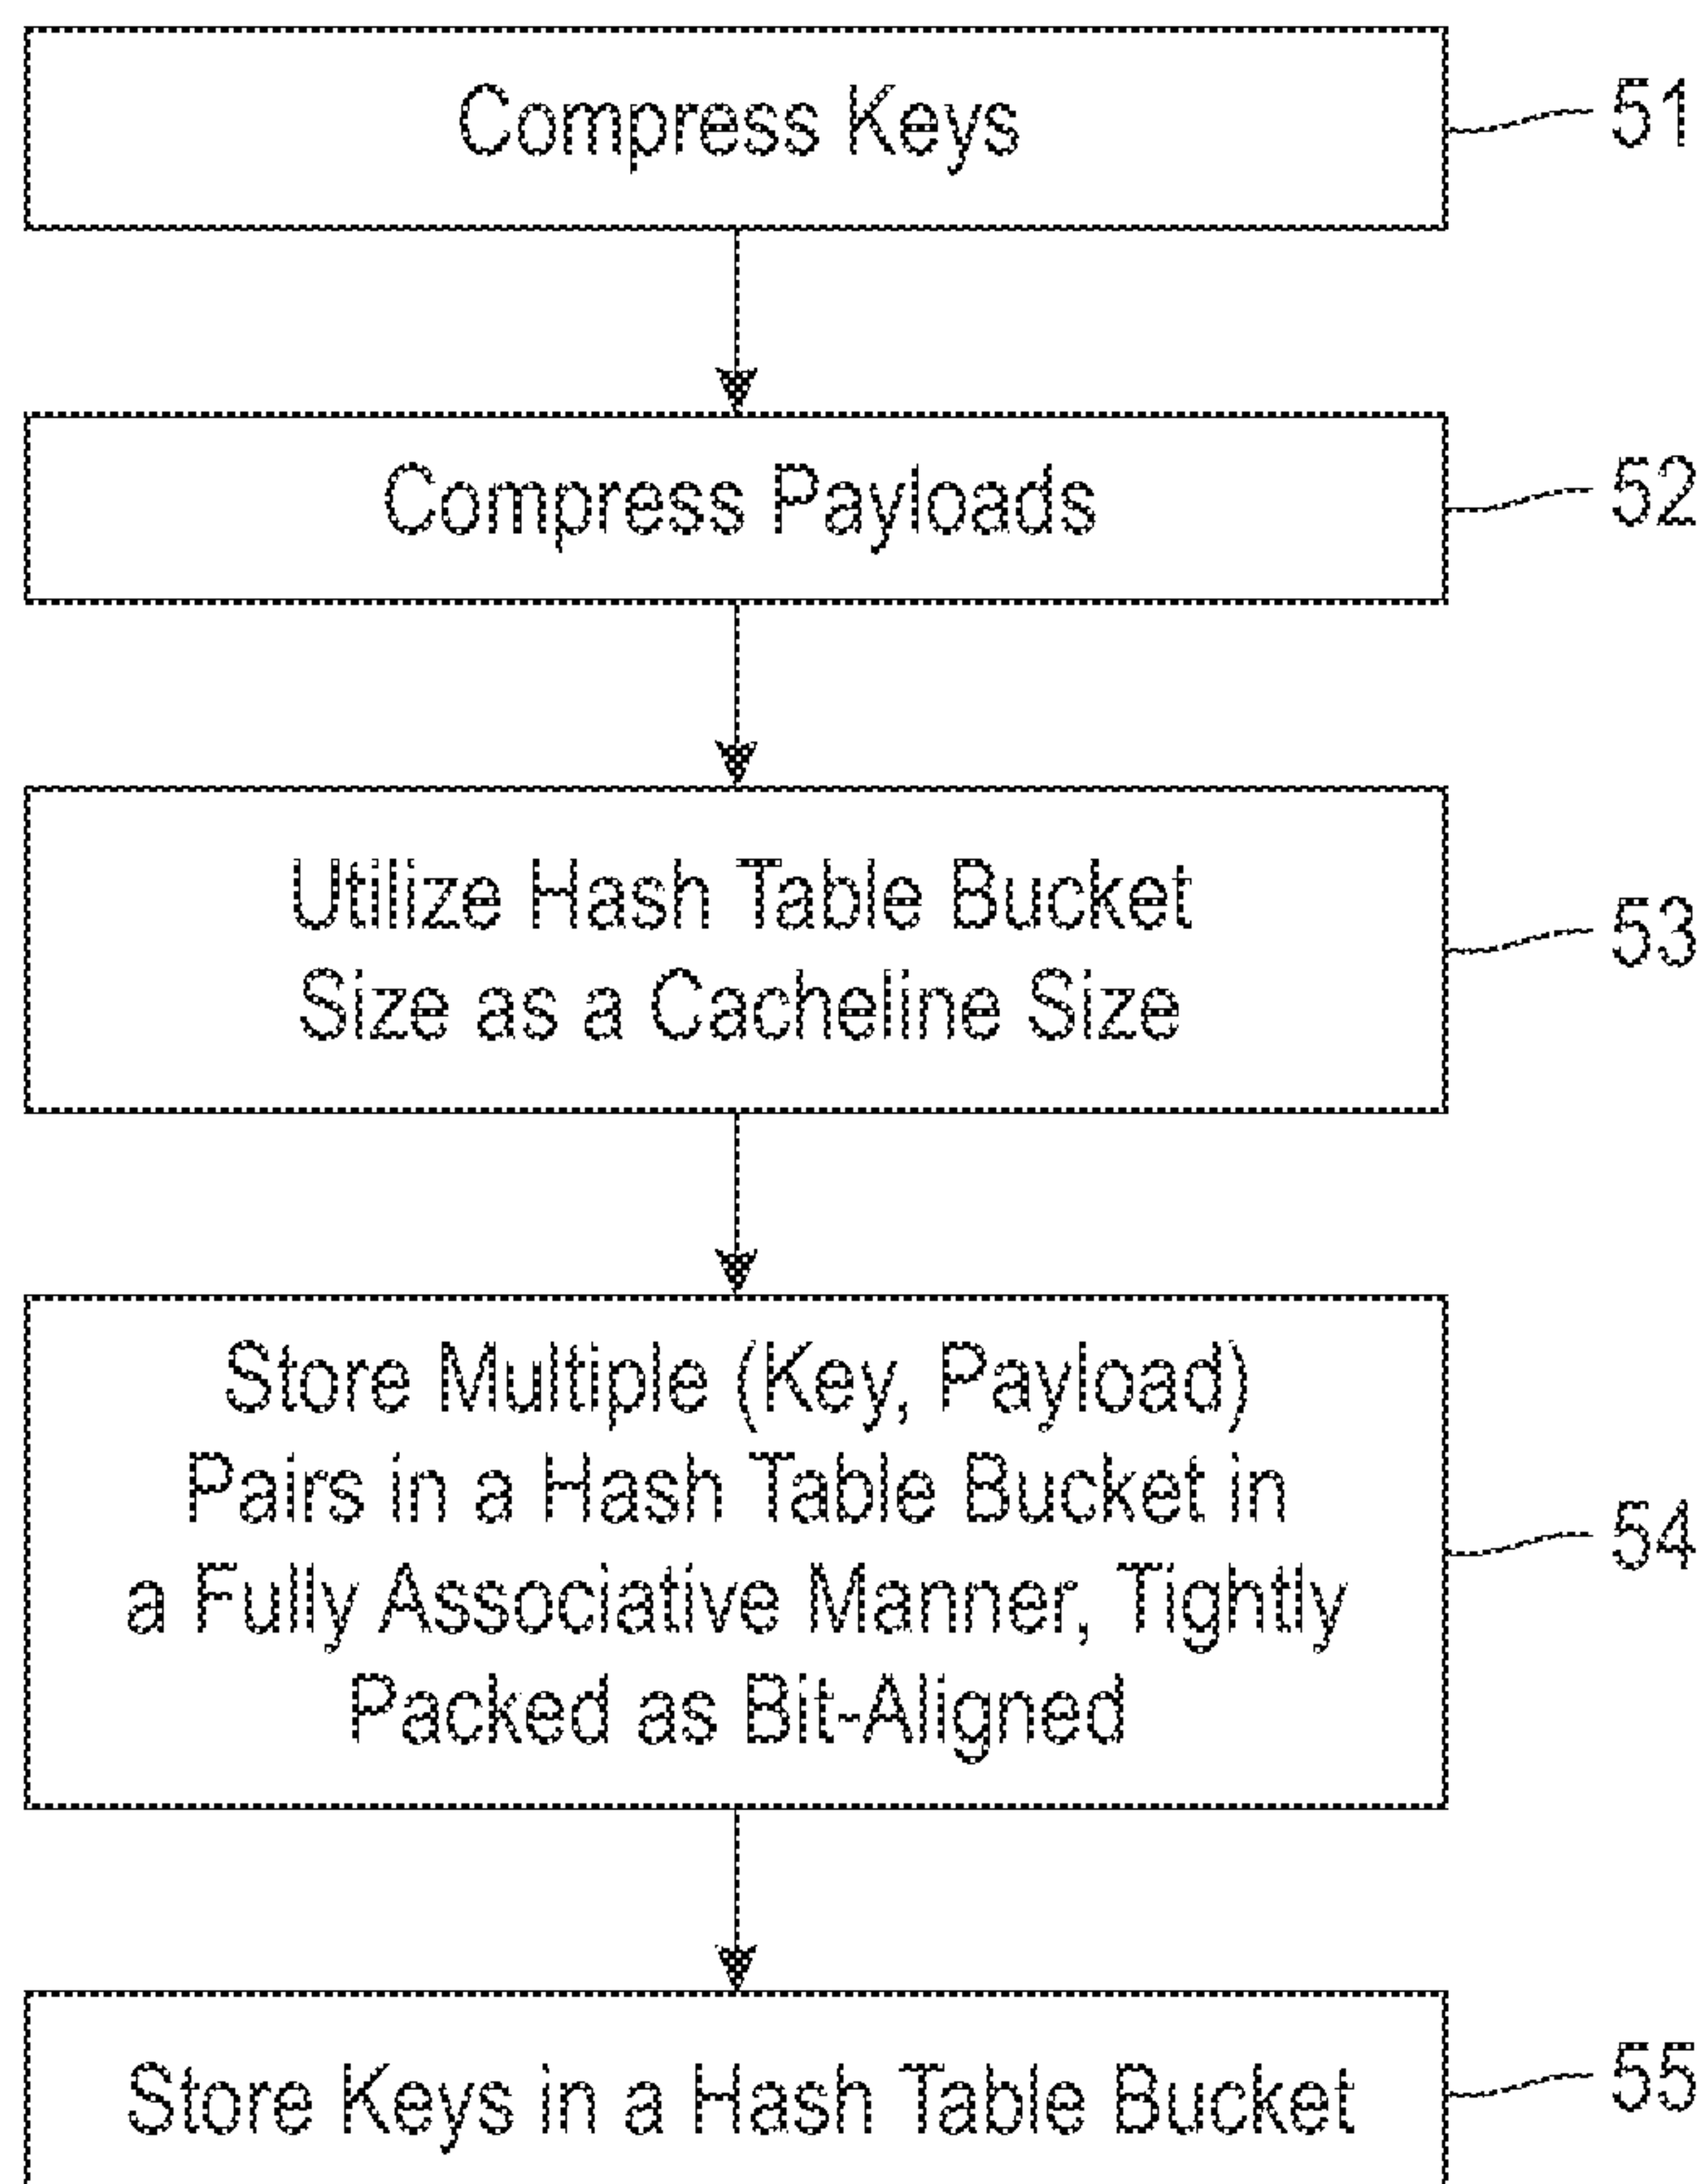 Compress Keys
51
Compress Payloads
52
Utilize Hash Table Bucket
Size as a Cacheline Size
53
Store Multiple (Key, Payload)
Pairs in a Hash Table Bucket in
a Fully Associative Manner, Tightly
Packed as Bit-Aligned
54
Store Keys in a Hash Table Bucket
55